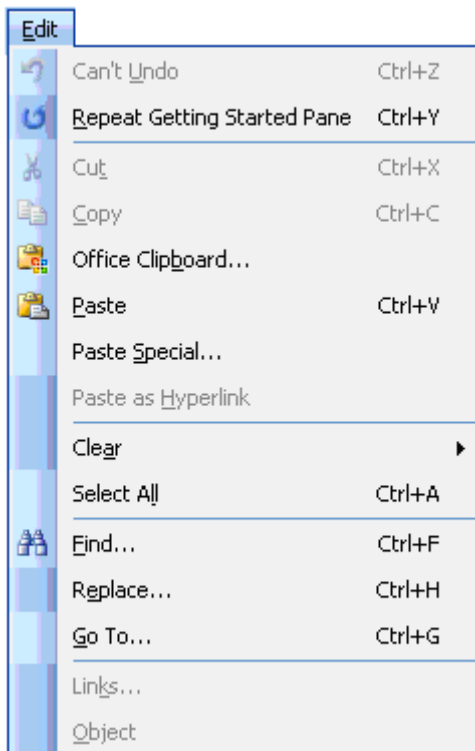 Edit
Can't Undo Ctrl+Z
Repeat Getting Started Pane Ctrl+Y
Cut Ctrl+X
Copy Ctrl+C
Office Clipboard...
Paste Ctrl+V
Paste Special...
Paste as Hyperlink
Clear
Select All Ctrl+A
Find... Ctrl+F
Replace... Ctrl+H
Go To... Ctrl+G
Links...
Object